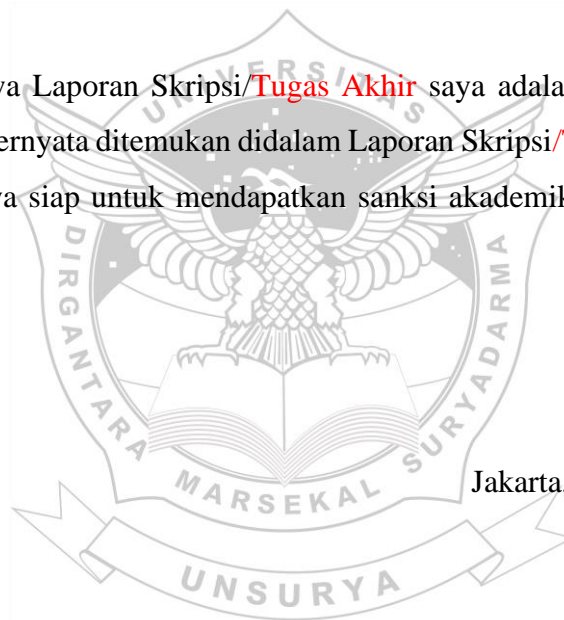 UNIVERSITAS
ya Laporan Skripsi/Tugas Akhir saya adala
ernyata ditemukan didalam Laporan Skripsi/
a siap untuk mendapatkan sanksi akademik
DIRGANTARA MARSEKAL SURYADARMA
Jakarta,
UNSURYA